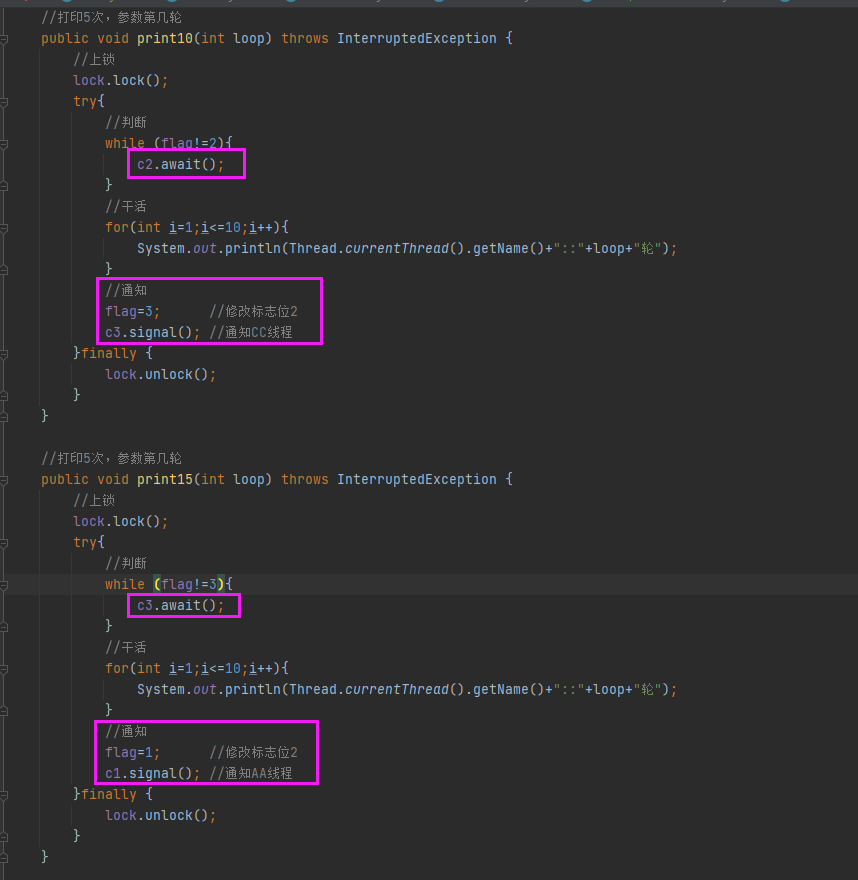 //打印5次，参数第几轮
public void print10(int loop) throws InterruptedException {
//上锁
lock.lock();
try{
//判断
while (flag!=2){
c2.await();
}
//干活
for(int i=1;i<=10;i++){
System.out.println(Thread.currentThread().getName()+"::"+loop+"轮");
}
//通知
flag=3; //修改标志位2
c3.signal(); //通知CC线程
}finally {
lock.unlock();
}
}
//打印5次，参数第几轮
public void print15(int loop) throws InterruptedException {
//上锁
lock.lock();
try{
//判断
while (flag!=3){
c3.await();
}
//干活
for(int i=1;i<=10;i++){
System.out.println(Thread.currentThread().getName()+"::"+loop+"轮");
}
//通知
flag=1; //修改标志位2
c1.signal(); //通知AA线程
}finally {
lock.unlock();
}
}